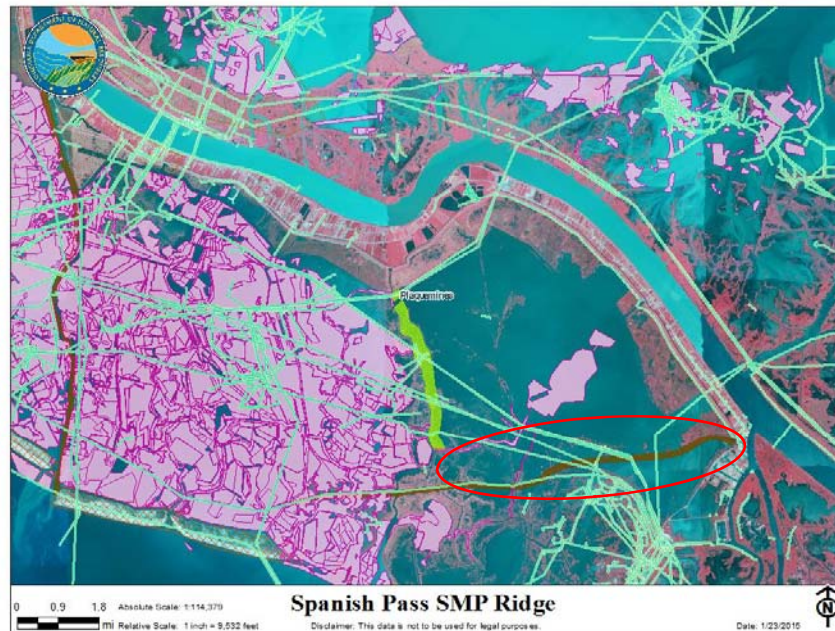 Plaquemines
Spanish Pass SMP Ridge
0 0.9 1.8 Absolute Scale: 1:114,379
mi Relative Scale: 1 inch = 9,532 feet
Disclaimer: This data is not to be used for legal purposes.
Date: 1/23/2015
N